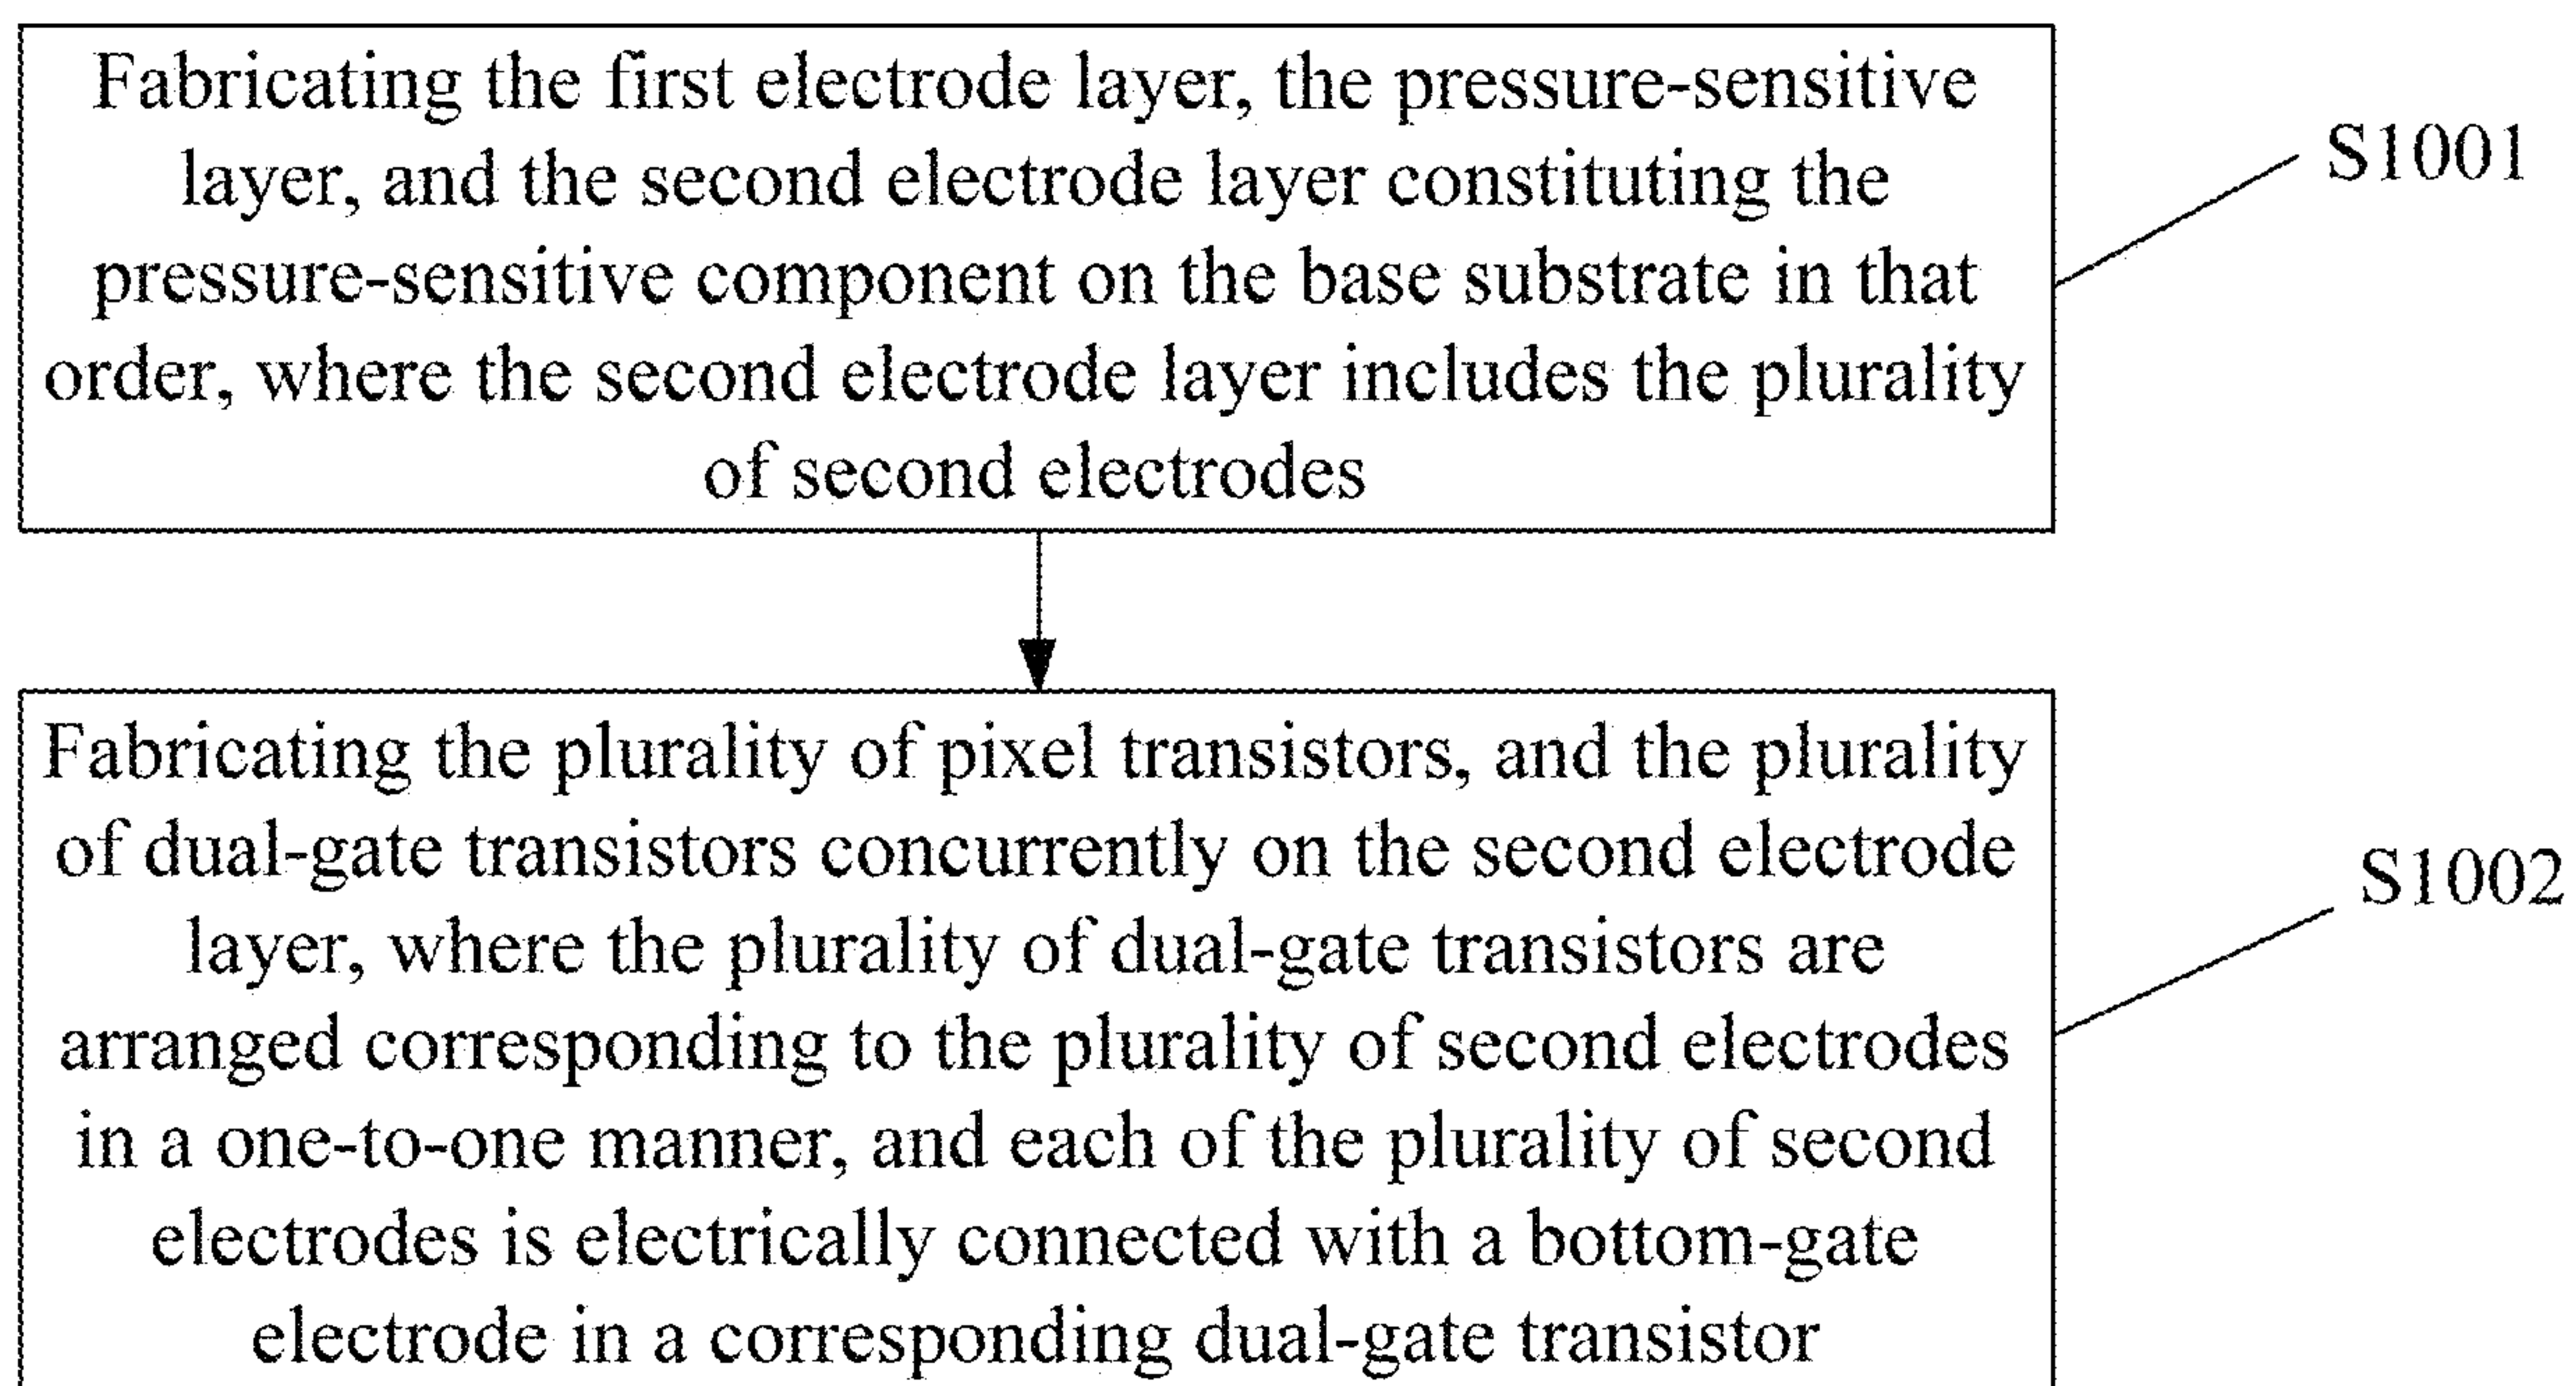 Fabricating the first electrode layer, the pressure-sensitive
layer, and the second electrode layer constituting the
pressure-sensitive component on the base substrate in that
order, where the second electrode layer includes the plurality
of second electrodes
S1001
Fabricating the plurality of pixel transistors, and the plurality
of dual-gate transistors concurrently on the second electrode
layer, where the plurality of dual-gate transistors are
arranged corresponding to the plurality of second electrodes
in a one-to-one manner, and each of the plurality of second
electrodes is electrically connected with a bottom-gate
electrode in a corresponding dual-gate transistor
S1002